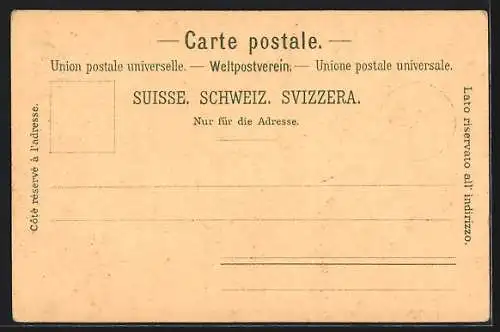 — Carte postale. —
Union postale universelle. — Weltpostverein. — Unione postale universale.
SUISSE. SCHWEIZ. SVIZZERA.
Nur für die Adresse.
Côté réservé à l'adresse.
Lato riservato all' indirizzo.